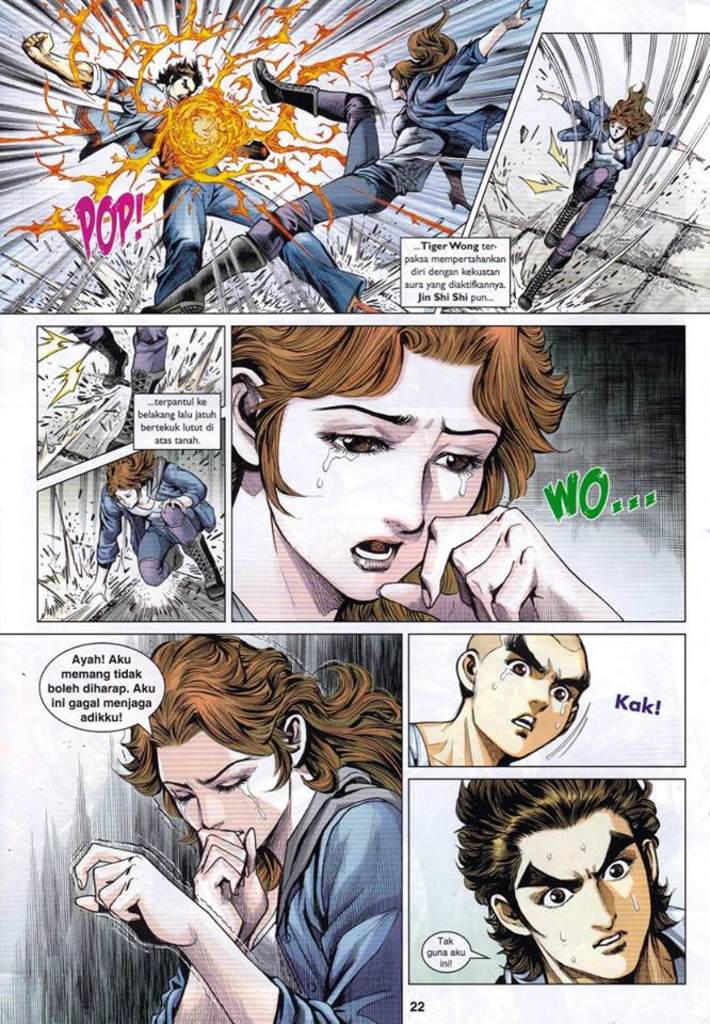 POP!
...Tiger Wong ter-
paksa mempertahankan
diri dengan kekuatan
aura yang diaktifkannya.
Jin Shi Shi pun...
...terpantul ke
belakang lalu jatuh
bertekuk lutut di
atas tanah.
WO...
Ayah! Aku
memang tidak
boleh diharap. Aku
ini gagal menjaga
adikku!
Kak!
Tak
guna aku
ini!
22